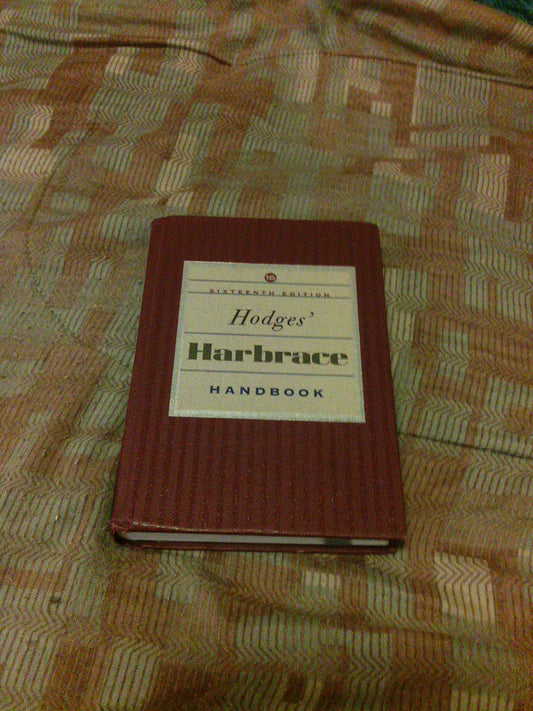 16
SIXTEENTH EDITION
Hodges'
Harbrace
HANDBOOK